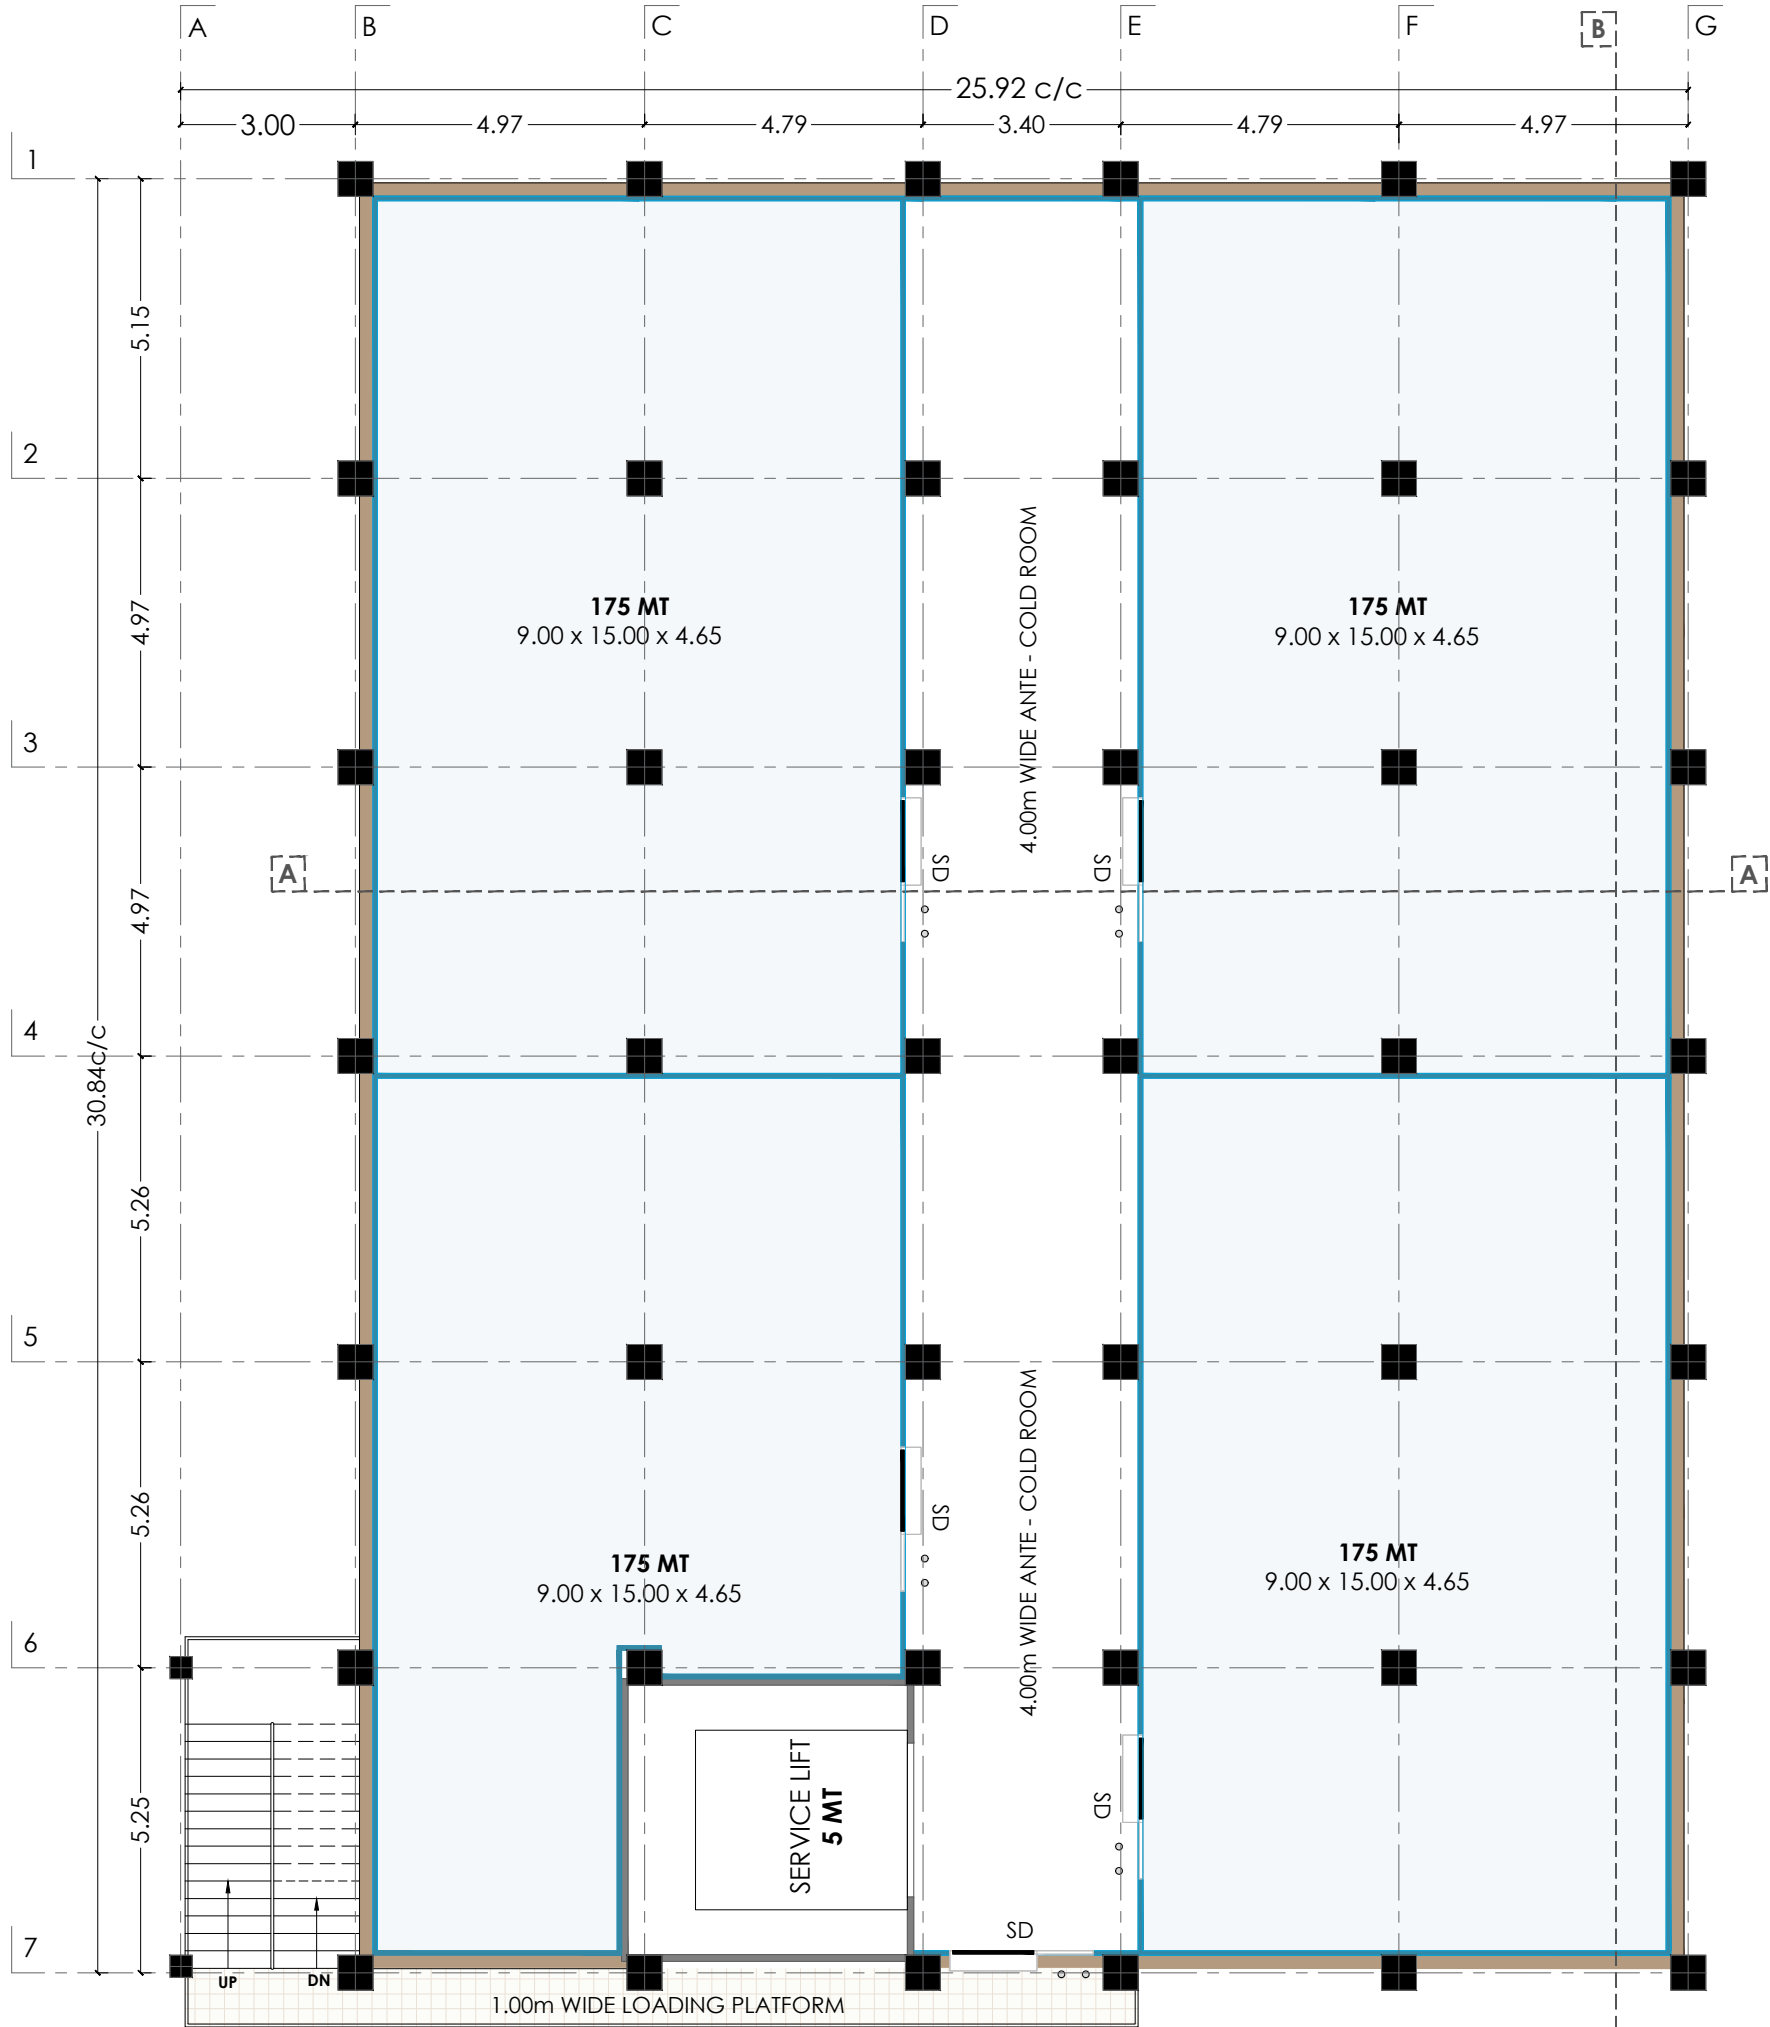 A
B
C
D
E
F
B
G
25.92 c/c
3.00
4.97
4.79
3.40
4.79
4.97
1
5.15
2
4.97
4.00m WIDE ANTE - COLD ROOM
175 MT
9.00 x 15.00 x 4.65
175 MT
9.00 x 15.00 x 4.65
3
A
SD
SD
A
4.97
4
30.84c/c
5.26
5
4.00m WIDE ANTE - COLD ROOM
5.26
SD
175 MT
9.00 x 15.00 x 4.65
175 MT
9.00 x 15.00 x 4.65
6
SERVICE LIFT
5 MT
SD
5.25
SD
7
UP
DN
1.00m WIDE LOADING PLATFORM